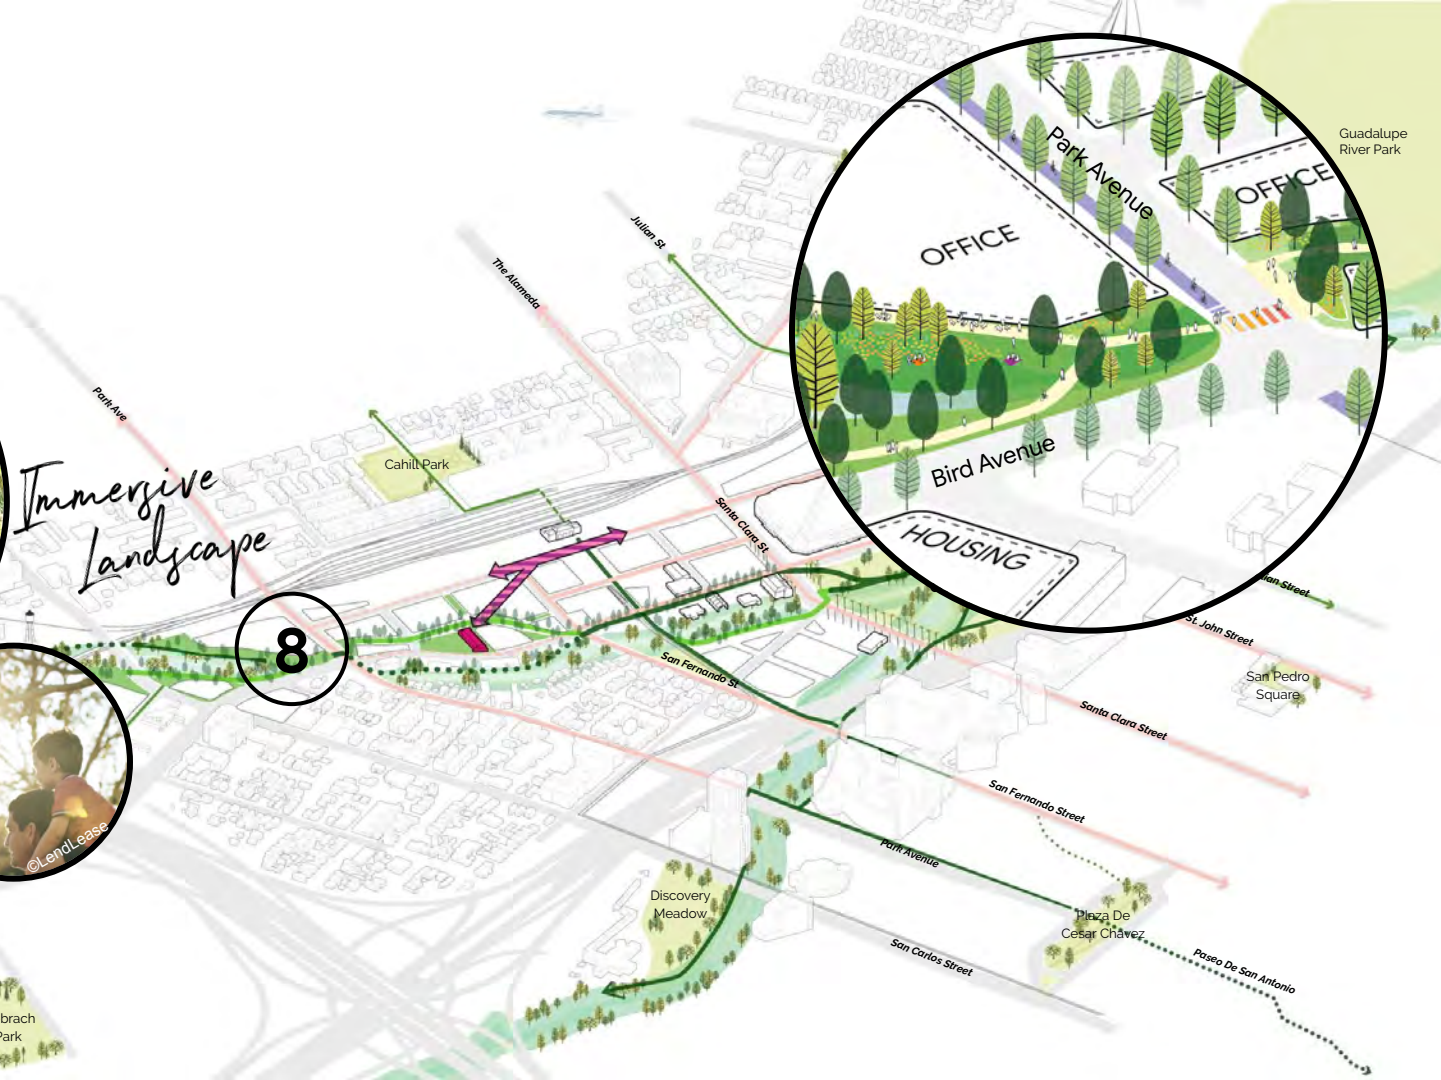 Guadalupe
River Park
Park Avenue
OFFICE
OFFICE
Bird Avenue
HOUSING
Julian St
The Alameda
Park Ave
Cahill Park
Immersive
Landscape
Santa Clara St
8
San Fernando St
©LendLease
Street
St. John Street
San Pedro
Square
Santa Clara Street
San Fernando Street
Park Avenue
Discovery
Meadow
Plaza De
Cesar Chavez
San Carlos Street
Paseo De San Antonio
Park